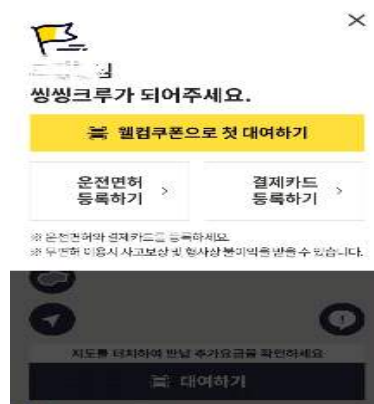 씽씽크루가 되어주세요.
웰컴쿠폰으로 첫 대여하기
운전면허
등록하기
결제카드
등록하기
※ 운전면허와 결제카드를 등록하세요.
※ 무면허 이용시 사고보상 및 형사상 불이익을 받을 수 있습니다.
지도를 터치하여 반납 추가요금을 확인하세요
대여하기